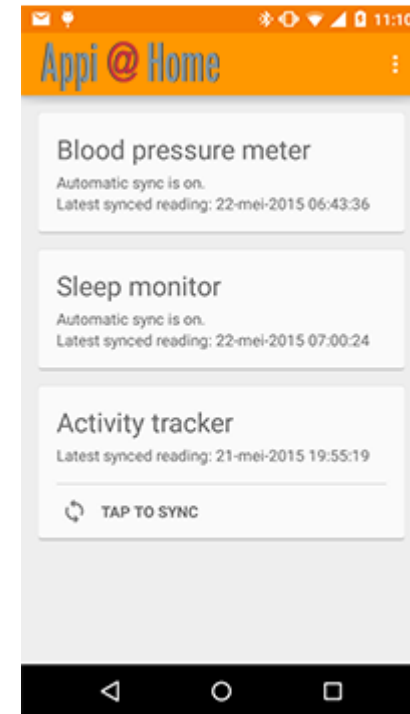 11:10
Appi @ Home
Blood pressure meter
Automatic sync is on.
Latest synced reading: 22-mei-2015 06:43:36
Sleep monitor
Automatic sync is on.
Latest synced reading: 22-mei-2015 07:00:24
Activity tracker
Latest synced reading: 21-mei-2015 19:55:19
TAP TO SYNC